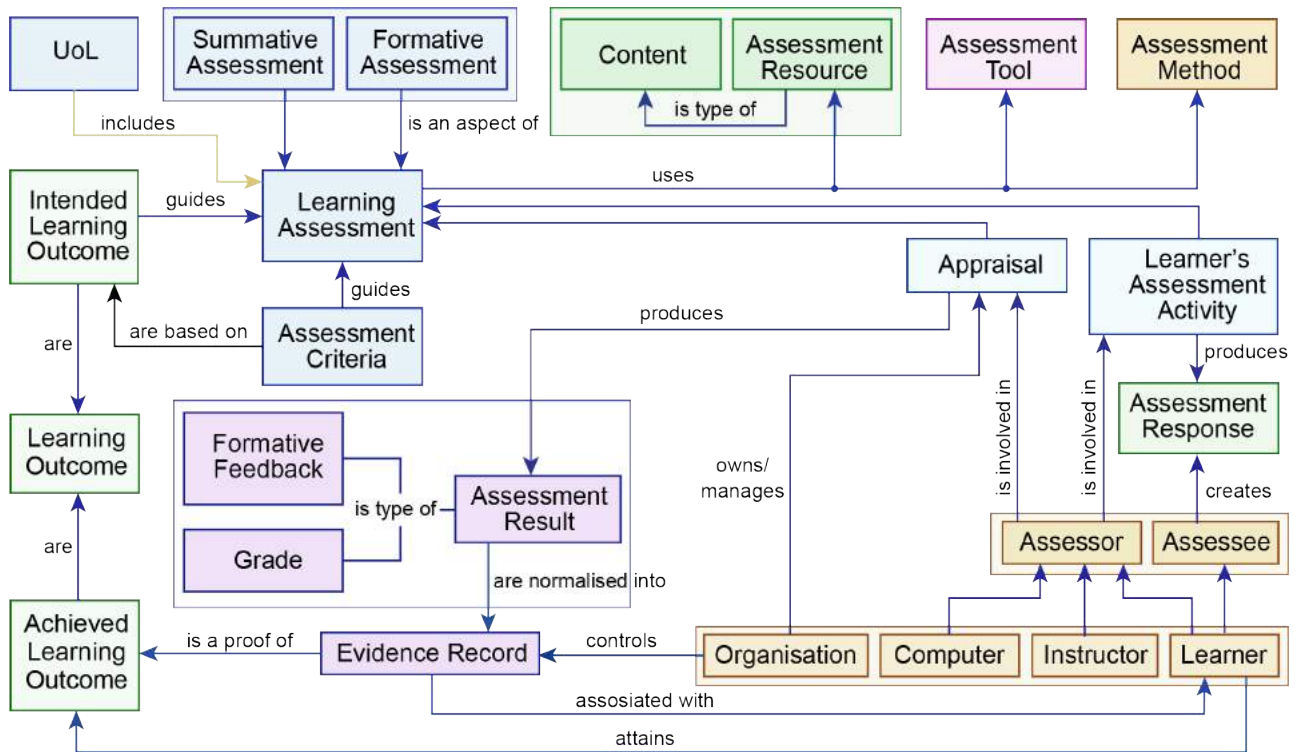 UoL
Summative
Assessment
Formative
Assessment
Content
Assessment
Resource
is type of
Assessment
Tool
Assessment
Method
includes
is an aspect of
Intended
Learning
Outcome
guides
Learning
Assessment
uses
Appraisal
Learner's
Assessment
Activity
guides
are based on
Assessment
Criteria
produces
produces
are
Learning
Outcome
Formative
Feedback
is type of
Assessment
Result
Grade
owns/
manages
is involved in
is involved in
Assessment
Response
creates
Assessor
Assessee
are
are normalised into
Achieved
Learning
Outcome
is a proof of
Evidence Record
controls
Organisation
Computer
Instructor
Learner
assosiated with
attains